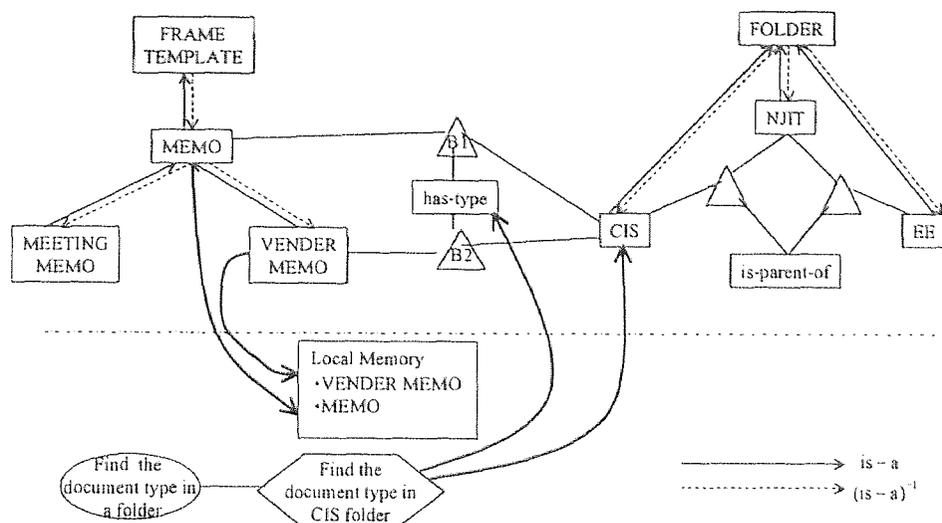 FRAME
TEMPLATE
FOLDER
MEMO
B1
NJIT
has-type
MEETING
MEMO
VENDER
MEMO
B2
CIS
EE
is-parent-of
Local Memory
·VENDER MEMO
·MEMO
Find the
document type in
a folder
Find the
document type in
CIS folder
is - a
(is - a)⁻¹